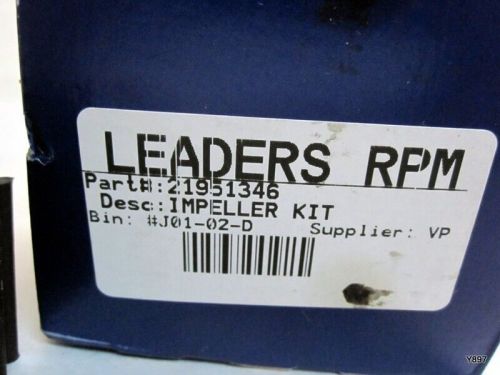 LEADERS RPM
Part#:21951346
Desc:IMPELLER KIT
Bin: #J01-02-D Supplier: VP
Y897